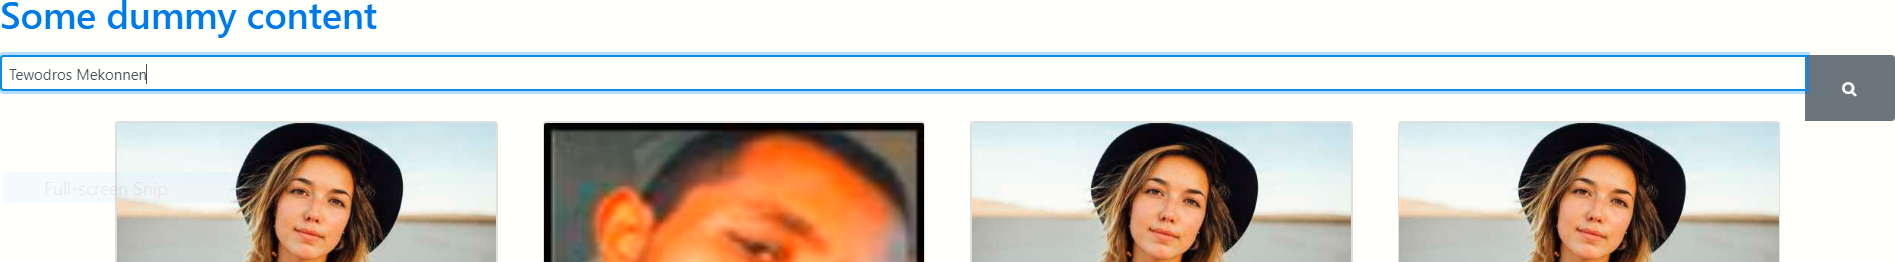 Some dummy content
Tewodros Mekonnen
Full-screen Snip